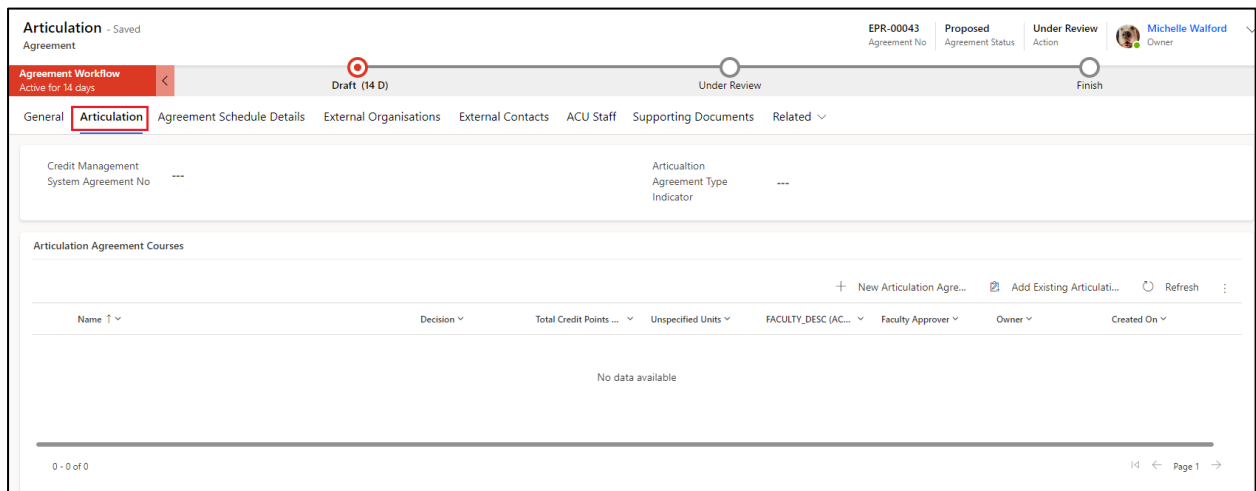 Articulation - Saved
Agreement
EPR-00043
Agreement No
Proposed
Agreement Status
Under Review
Action
Michelle Walford
Owner
Agreement Workflow
Active for 14 days
Draft (14 D)
Under Review
Finish
General Articulation Agreement Schedule Details External Organisations External Contacts ACU Staff Supporting Documents Related
Credit Management
System Agreement No
---
Articualtion
Agreement Type
Indicator
---
Articulation Agreement Courses
New Articulation Agre... Add Existing Articulati... Refresh
Name Decision Total Credit Points ... Unspecified Units FACULTY_DESC (AC... Faculty Approver Owner Created On
No data available
0 - 0 of 0
Page 1